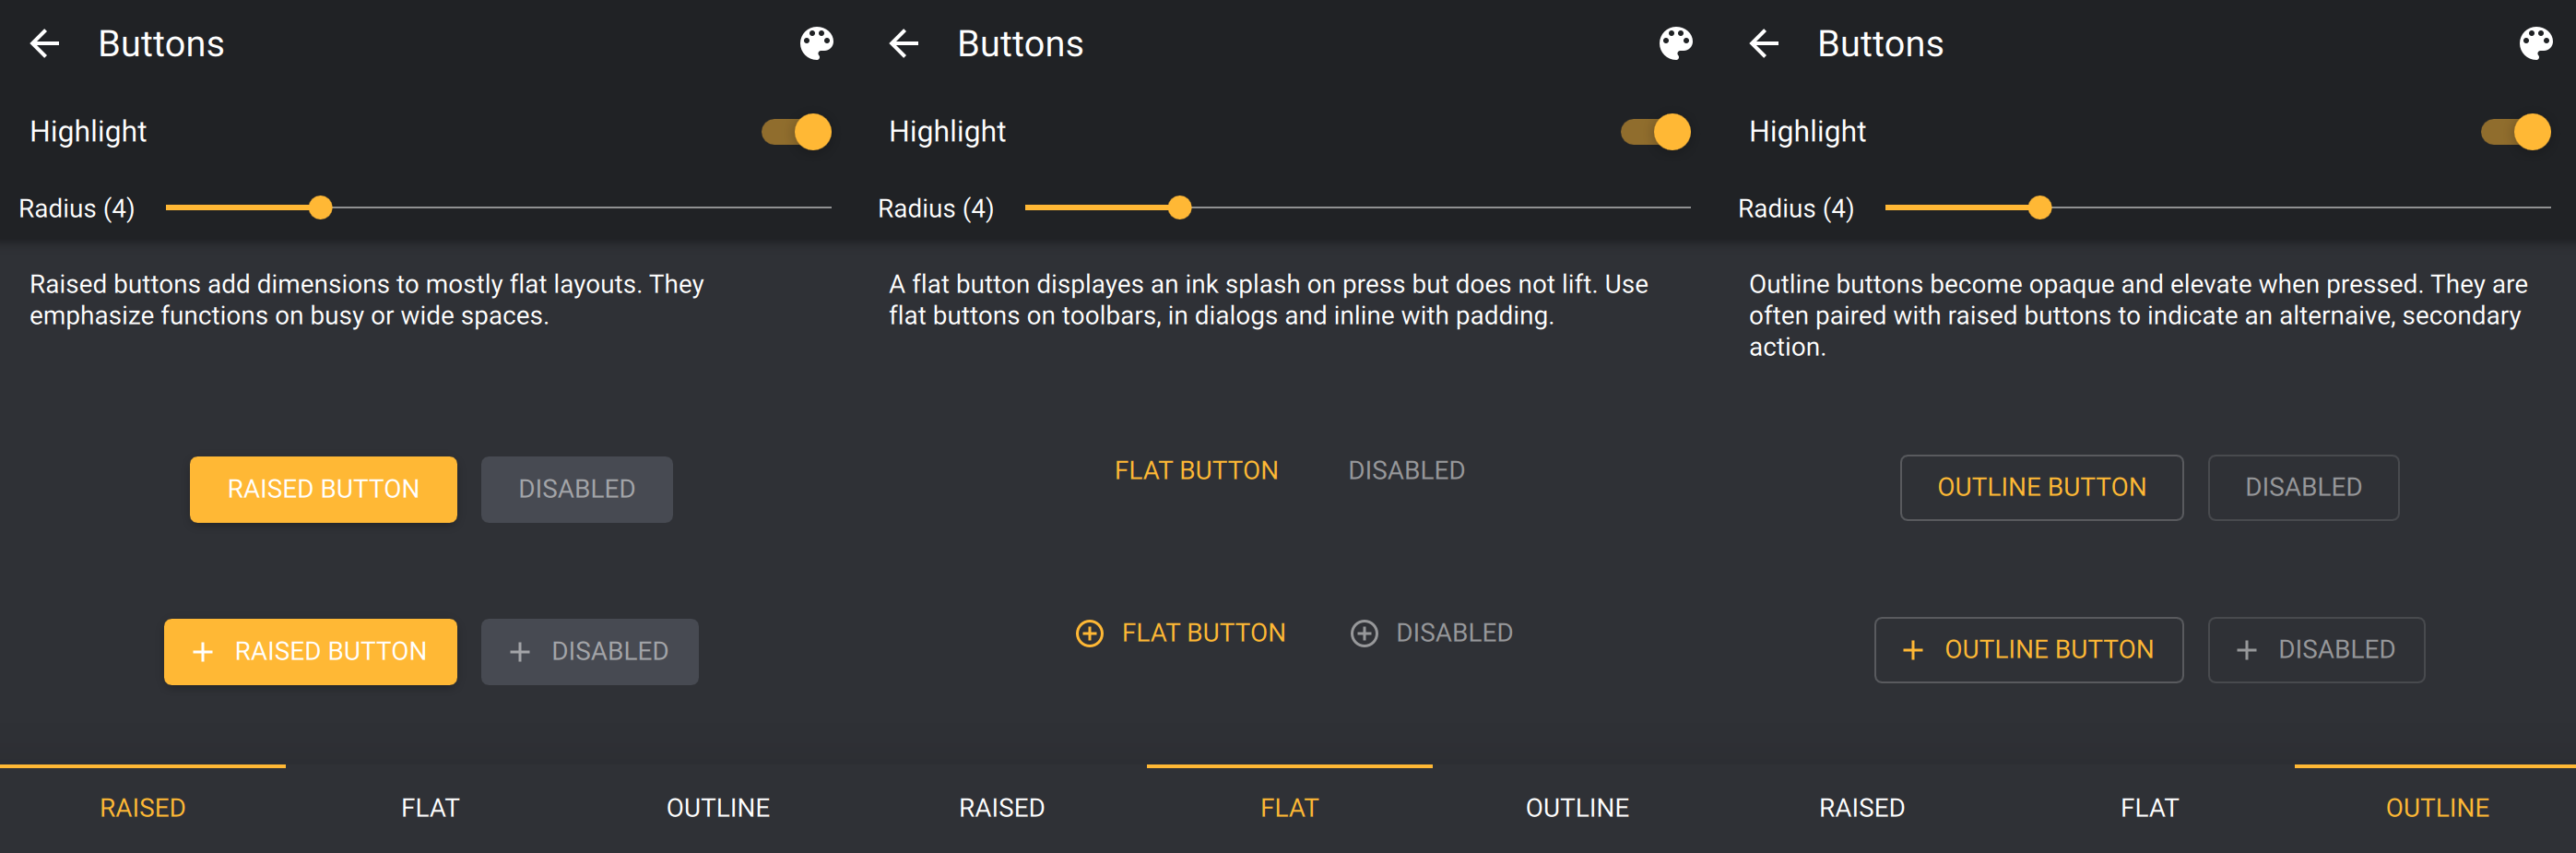 Buttons
Highlight
Radius (4)
Raised buttons add dimensions to mostly flat layouts. They
emphasize functions on busy or wide spaces.
RAISED BUTTON
DISABLED
RAISED BUTTON
DISABLED
RAISED
FLAT
OUTLINE
Buttons
Highlight
Radius (4)
A flat button displayes an ink splash on press but does not lift. Use
flat buttons on toolbars, in dialogs and inline with padding.
FLAT BUTTON
DISABLED
FLAT BUTTON
DISABLED
RAISED
FLAT
OUTLINE
Buttons
Highlight
Radius (4)
Outline buttons become opaque and elevate when pressed. They are
often paired with raised buttons to indicate an alternaive, secondary
action.
OUTLINE BUTTON
DISABLED
OUTLINE BUTTON
DISABLED
RAISED
FLAT
OUTLINE